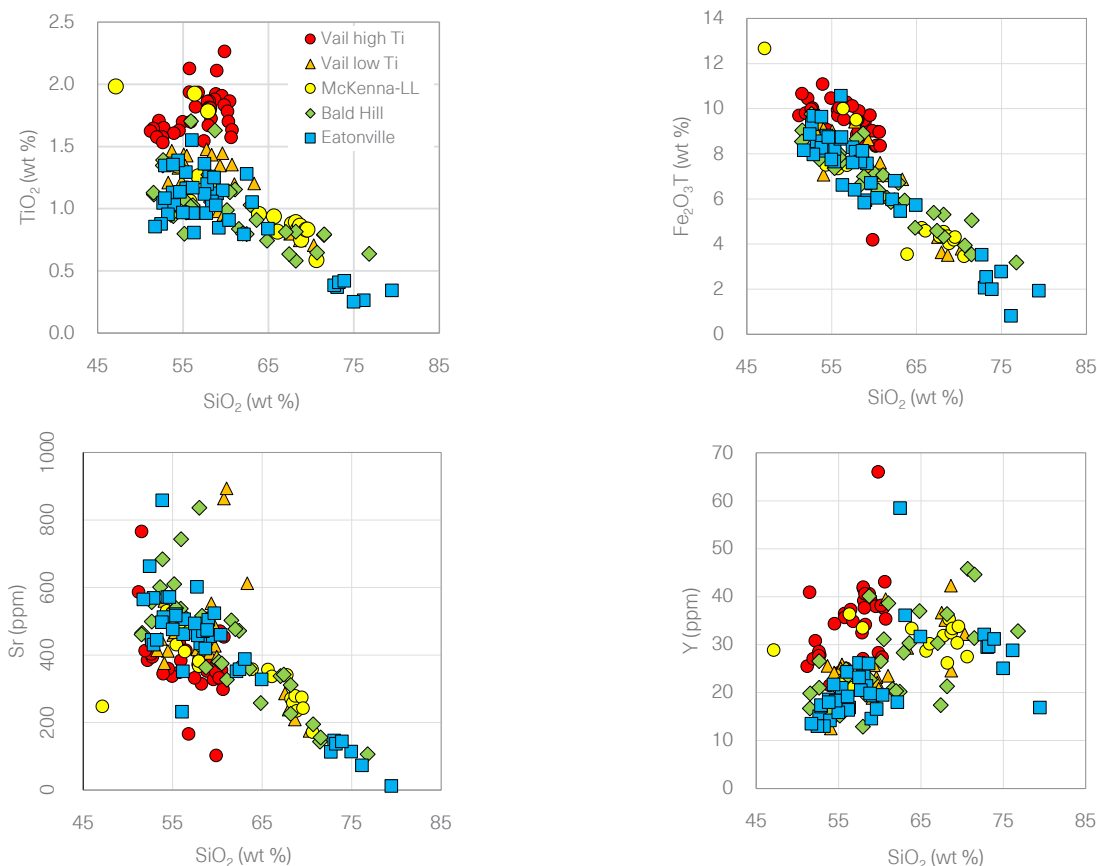 2.5
2.0
1.5
1.0
0.5
0.0
TiO2 (wt %)
Vail high Ti
Vail low Ti
McKenna-LL
Bald Hill
Eatonville
45 55 65 75 85
SiO2 (wt %)
14
12
10
8
6
4
2
0
Fe2O3T (wt %)
45 55 65 75 85
SiO2 (wt %)
1000
800
600
400
200
0
Sr (ppm)
45 55 65 75 85
SiO2 (wt %)
70
60
50
40
30
20
10
0
Y (ppm)
45 55 65 75 85
SiO2 (wt %)